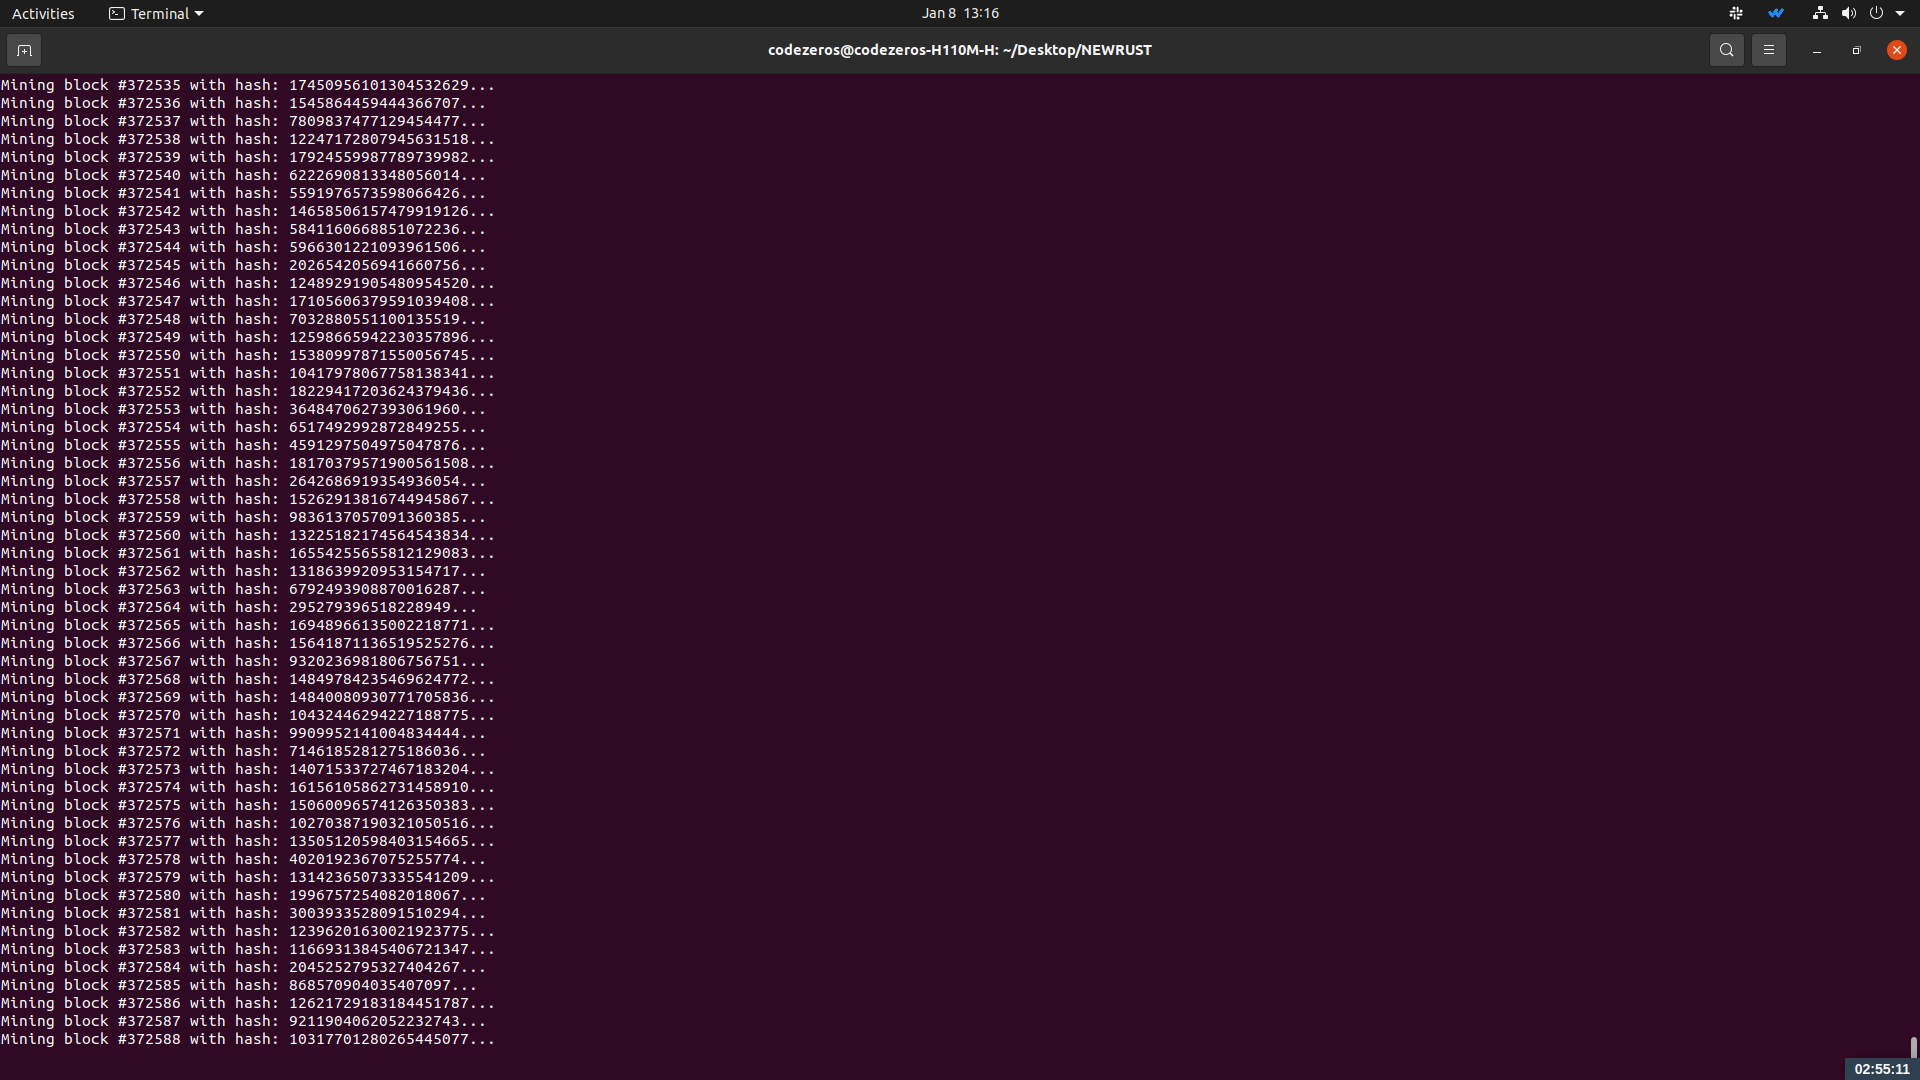 Activities
Terminal
Jan 8 13:16
codezeros@codezeros-H110M-H: ~/Desktop/NEWRUST
Mining block #372535 with hash: 17450956101304532629...
Mining block #372536 with hash: 1545864459444366707...
Mining block #372537 with hash: 7809837477129454477...
Mining block #372538 with hash: 12247172807945631518...
Mining block #372539 with hash: 17924559987789739982...
Mining block #372540 with hash: 6222690813348056014...
Mining block #372541 with hash: 5591976573598066426...
Mining block #372542 with hash: 14658506157479919126...
Mining block #372543 with hash: 5841160668851072236...
Mining block #372544 with hash: 5966301221093961506...
Mining block #372545 with hash: 2026542056941660756...
Mining block #372546 with hash: 12489291905480954520...
Mining block #372547 with hash: 17105606379591039408...
Mining block #372548 with hash: 7032880551100135519...
Mining block #372549 with hash: 12598665942230357896...
Mining block #372550 with hash: 15380997871550056745...
Mining block #372551 with hash: 10417978067758138341...
Mining block #372552 with hash: 18229417203624379436...
Mining block #372553 with hash: 3648470627393061960...
Mining block #372554 with hash: 6517492992872849255...
Mining block #372555 with hash: 4591297504975047876...
Mining block #372556 with hash: 18170379571900561508...
Mining block #372557 with hash: 2642686919354936054...
Mining block #372558 with hash: 15262913816744945867...
Mining block #372559 with hash: 9836137057091360385...
Mining block #372560 with hash: 13225182174564543834...
Mining block #372561 with hash: 16554255655812129083...
Mining block #372562 with hash: 1318639920953154717...
Mining block #372563 with hash: 6792493908870016287...
Mining block #372564 with hash: 295279396518228949...
Mining block #372565 with hash: 16948966135002218771...
Mining block #372566 with hash: 15641871136519525276...
Mining block #372567 with hash: 9320236981806756751...
Mining block #372568 with hash: 14849784235469624772...
Mining block #372569 with hash: 14840080930771705836...
Mining block #372570 with hash: 10432446294227188775...
Mining block #372571 with hash: 9909952141004834444...
Mining block #372572 with hash: 7146185281275186036...
Mining block #372573 with hash: 14071533727467183204...
Mining block #372574 with hash: 16156105862731458910...
Mining block #372575 with hash: 15060096574126350383...
Mining block #372576 with hash: 10270387190321050516...
Mining block #372577 with hash: 13505120598403154665...
Mining block #372578 with hash: 4020192367075255774...
Mining block #372579 with hash: 13142365073335541209...
Mining block #372580 with hash: 1996757254082018067...
Mining block #372581 with hash: 3003933528091510294...
Mining block #372582 with hash: 12396201630021923775...
Mining block #372583 with hash: 11669313845406721347...
Mining block #372584 with hash: 2045252795327404267...
Mining block #372585 with hash: 868570904035407097...
Mining block #372586 with hash: 12621729183184451787...
Mining block #372587 with hash: 9211904062052232743...
Mining block #372588 with hash: 10317701280265445077...
02:55:11